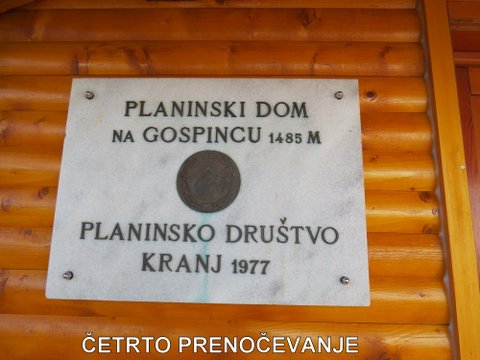 PLANINSKI DOM
NA GOSPINCU 1485 M
PLANINSKO DRUŠTVO
KRANJ 1977
ČETRTO PRENOČEVANJE